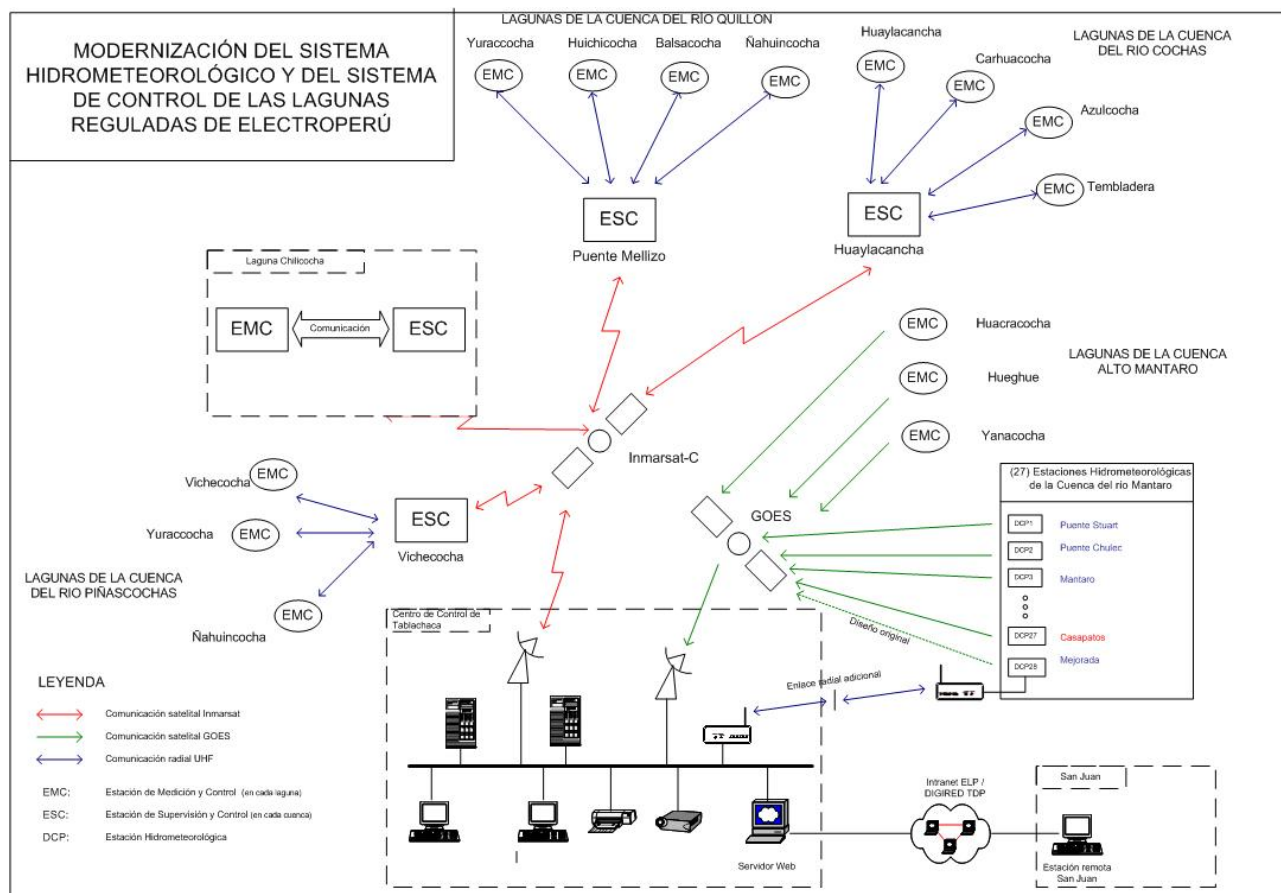 MODERNIZACIÓN DEL SISTEMA
HIDROMETEOROLÓGICO Y DEL SISTEMA
DE CONTROL DE LAS LAGUNAS
REGULADAS DE ELECTROPERÚ
LAGUNAS DE LA CUENCA DEL RÍO QUILLON
Yuraccocha
Huichicocha
Balsacocha
Ñahuincocha
EMC
EMC
EMC
EMC
ESC
Puente Mellizo
LAGUNAS DE LA CUENCA
DEL RIO COCHAS
Huaylacancha
Carhuacocha
Azulcocha
Tembladera
EMC
EMC
EMC
EMC
ESC
Huaylacancha
Laguna Chilicocha
EMC
Comunicación
ESC
EMC
Huacracocha
EMC
Hueghue
EMC
Yanacocha
LAGUNAS DE LA CUENCA
ALTO MANTARO
Inmarsat-C
GOES
Vichecocha
EMC
Yuraccocha
EMC
Ñahuincocha
EMC
ESC
Vichecocha
LAGUNAS DE LA CUENCA
DEL RIO PIÑASCOCHAS
(27) Estaciones Hidrometeorológicas
de la Cuenca del río Mantaro
DCP1
Puente Stuart
DCP2
Puente Chulec
DCP3
Mantaro
DCP27
Casapatos
DCP28
Mejorada
Diseño original
Enlace radial adicional
Centro de Control de
Tablachaca
Servidor Web
Intranet ELP /
DIGIRED TDP
San Juan
Estación remota
San Juan
LEYENDA
Comunicación satelital Inmarsat
Comunicación satelital GOES
Comunicación radial UHF
EMC: Estación de Medición y Control (en cada laguna)
ESC: Estación de Supervisión y Control (en cada cuenca)
DCP: Estación Hidrometeorológica